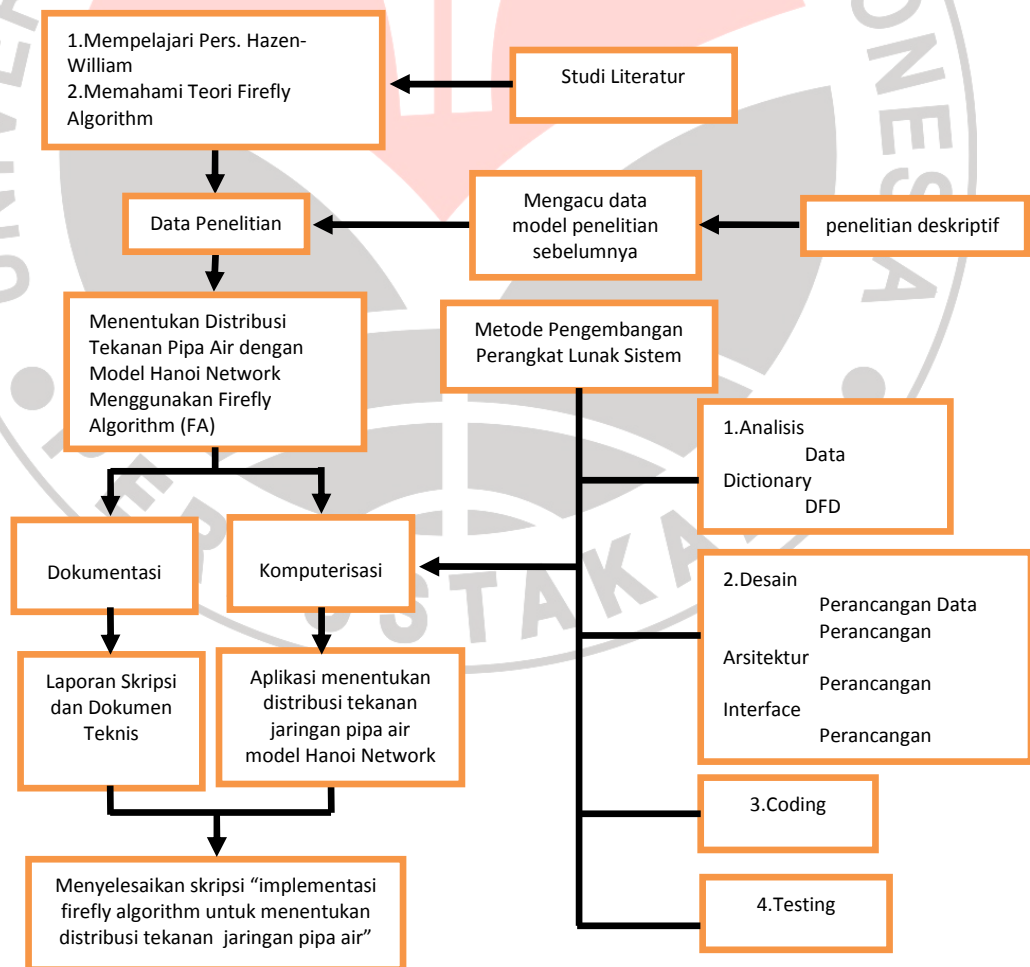 1.Mempelajari Pers. Hazen-
William
2.Memahami Teori Firefly
Algorithm
Studi Literatur
Data Penelitian
Mengacu data
model penelitian
sebelumnya
penelitian deskriptif
Menentukan Distribusi
Tekanan Pipa Air dengan
Model Hanoi Network
Menggunakan Firefly
Algorithm (FA)
Metode Pengembangan
Perangkat Lunak Sistem
1.Analisis
Data
Dictionary
DFD
Dokumentasi
Komputerisasi
2.Desain
Perancangan Data
Perancangan
Arsitektur
Perancangan
Interface
Perancangan
Laporan Skripsi
dan Dokumen
Teknis
Aplikasi menentukan
distribusi tekanan
jaringan pipa air
model Hanoi Network
3.Coding
4.Testing
Menyelesaikan skripsi “implementasi
firefly algorithm untuk menentukan
distribusi tekanan jaringan pipa air”